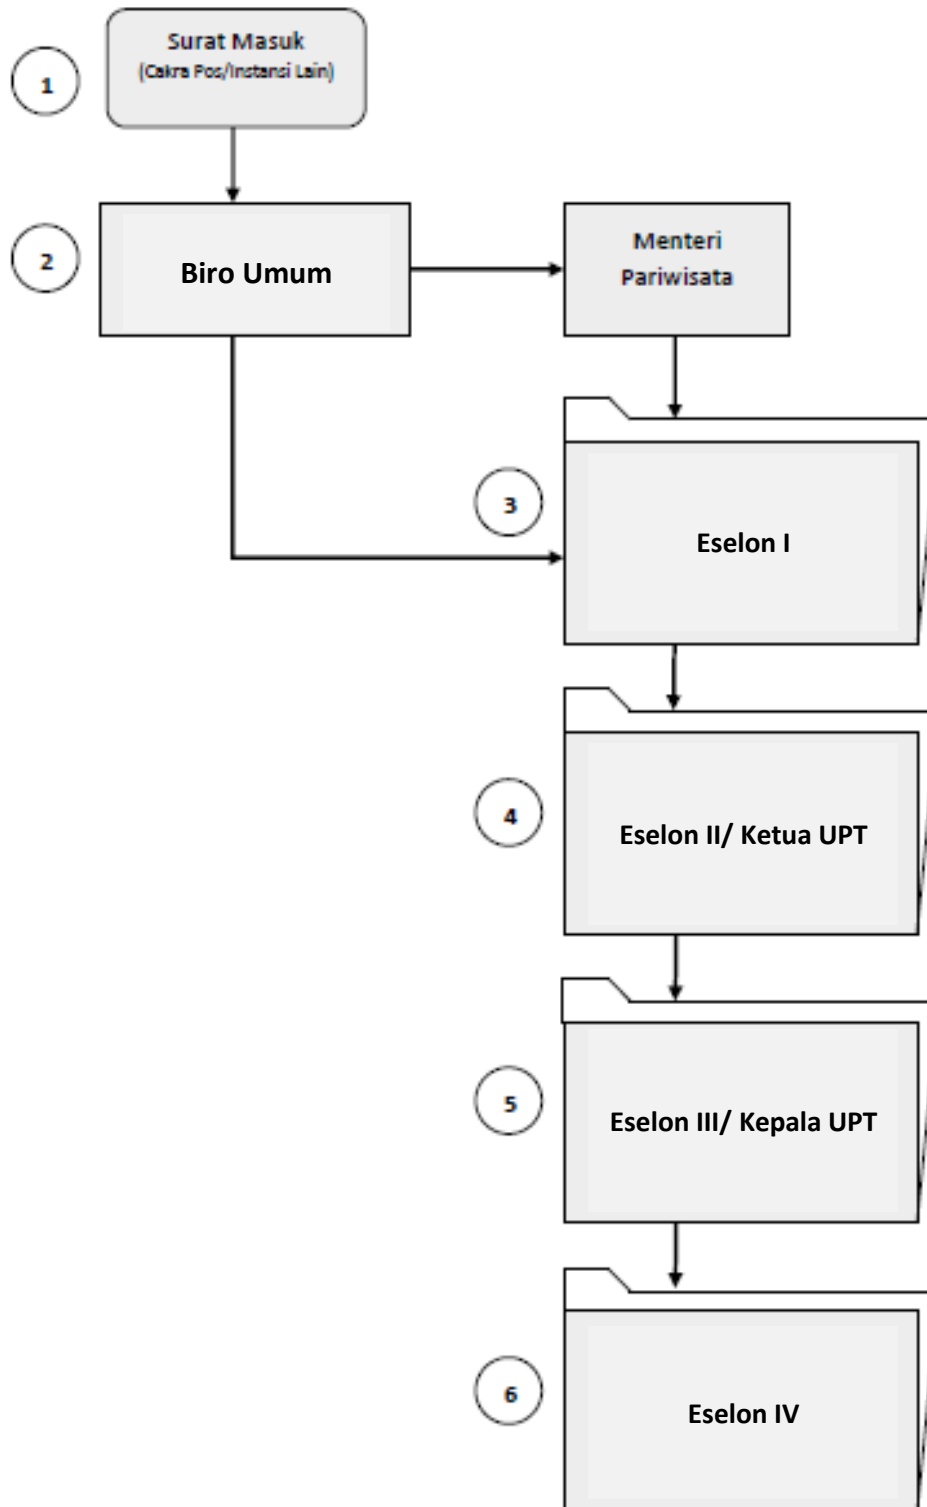 Surat Masuk
(Cakra Pos/Instansi Lain)
1
2
Biro Umum
Menteri
Pariwisata
3
Eselon I
4
Eselon II/ Ketua UPT
5
Eselon III/ Kepala UPT
6
Eselon IV